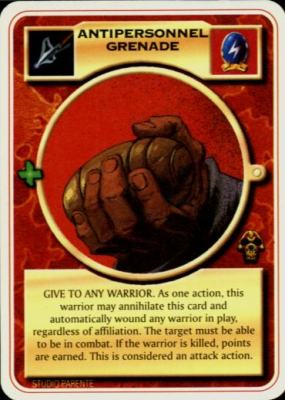 ANTIPERSONNEL
GRENADE
GIVE TO ANY WARRIOR. As one action, this
warrior may annihilate this card and
automatically wound any warrior in play,
regardless of affiliation. The target must be able
to be in combat. If the warrior is killed, points
are earned. This is considered an attack action.
STUDIO PARENTE